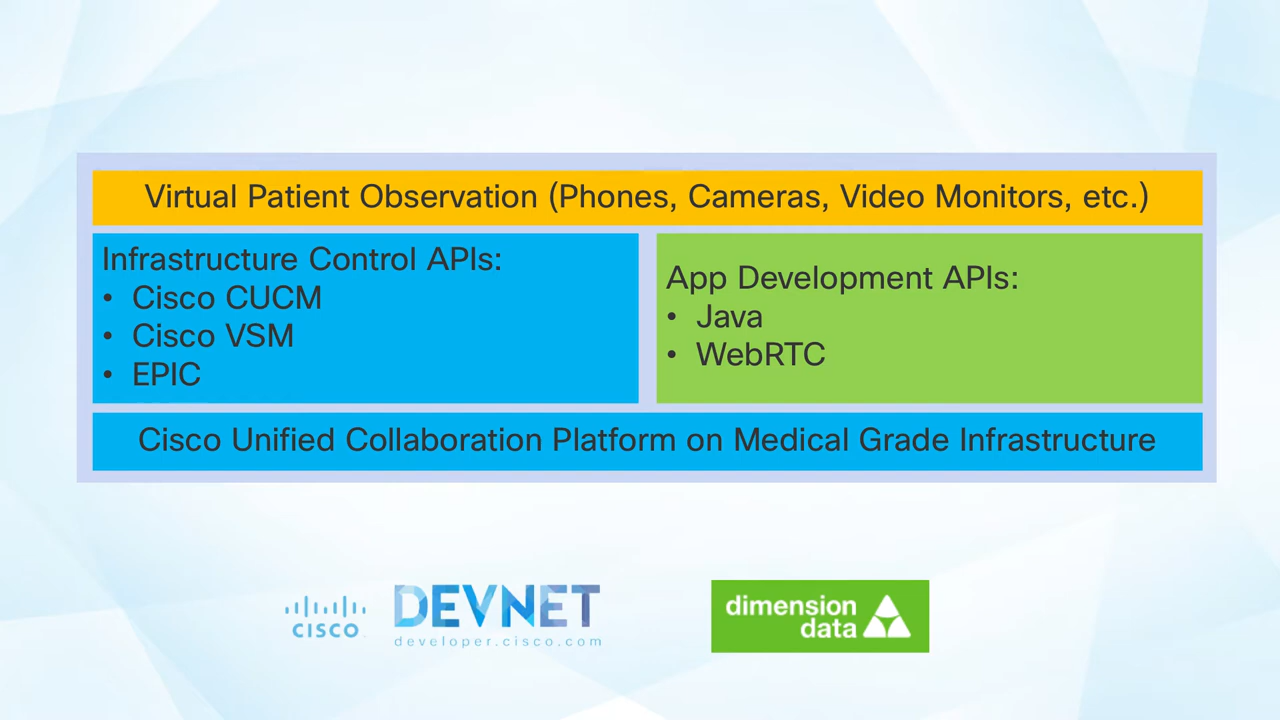 Virtual Patient Observation (Phones, Cameras, Video Monitors, etc.)
Infrastructure Control APIs:
• Cisco CUCM
• Cisco VSM
• EPIC
App Development APIs:
• Java
• WebRTC
Cisco Unified Collaboration Platform on Medical Grade Infrastructure
CISCO
DEVNET
developer.cisco.com
dimension
data